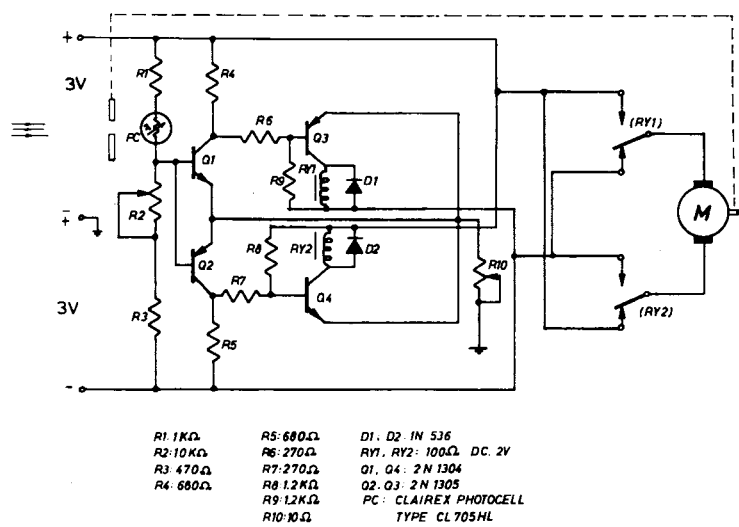 +
3V
R1
R4
PC
R6
Q3
(RY1)
Q1
R9
RY1
D1
R2
M
- +
R8
RY2
D2
R10
Q2
R7
Q4
(RY2)
3V
R3
R5
-
R1: 1KΩ R5: 680Ω D1, D2: 1N 536
R2: 10KΩ R6: 270Ω RY1, RY2: 100Ω DC. 2V
R3: 470Ω R7: 270Ω Q1, Q4: 2N 1304
R4: 680Ω R8: 1.2KΩ Q2, Q3: 2N 1305
R9: 1.2KΩ PC: CLAIREX PHOTOCELL
R10: 10Ω TYPE CL 705HL